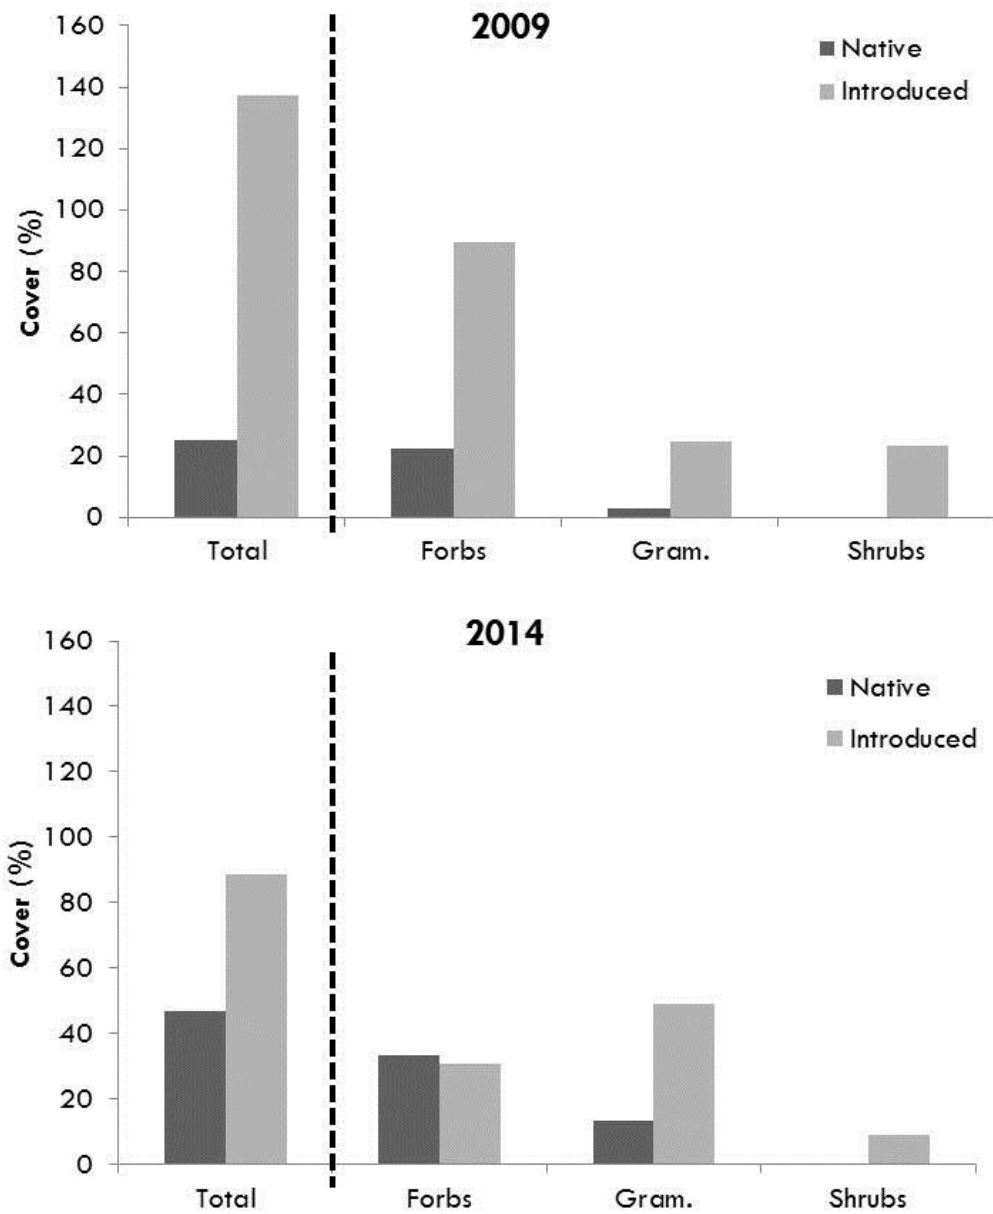 2009
Native
Introduced
Cover (%)
160
140
120
100
80
60
40
20
0
Total Forbs Gram. Shrubs
2014
Native
Introduced
Cover (%)
160
140
120
100
80
60
40
20
0
Total Forbs Gram. Shrubs